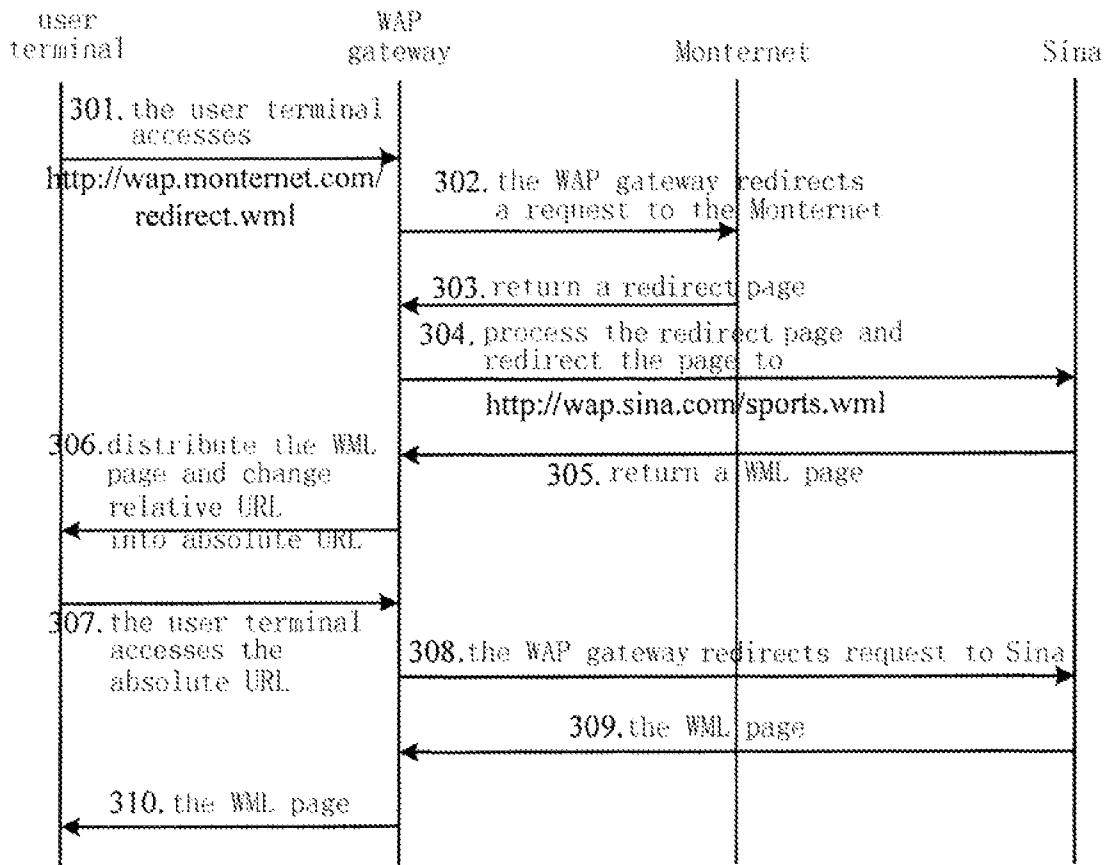 user
terminal
WAP
gateway
Monternet
Sina
301. the user terminal
accesses
http://wap.monternet.com/
redirect.wml
302. the WAP gateway redirects
a request to the Monternet
303. return a redirect page
304. process the redirect page and
redirect the page to
http://wap.sina.com/sports.wml
305. return a WML page
306. distribute the WML
page and change
relative URL
into absolute URL
307. the user terminal
accesses the
absolute URL
308. the WAP gateway redirects request to Sina
309. the WML page
310. the WML page